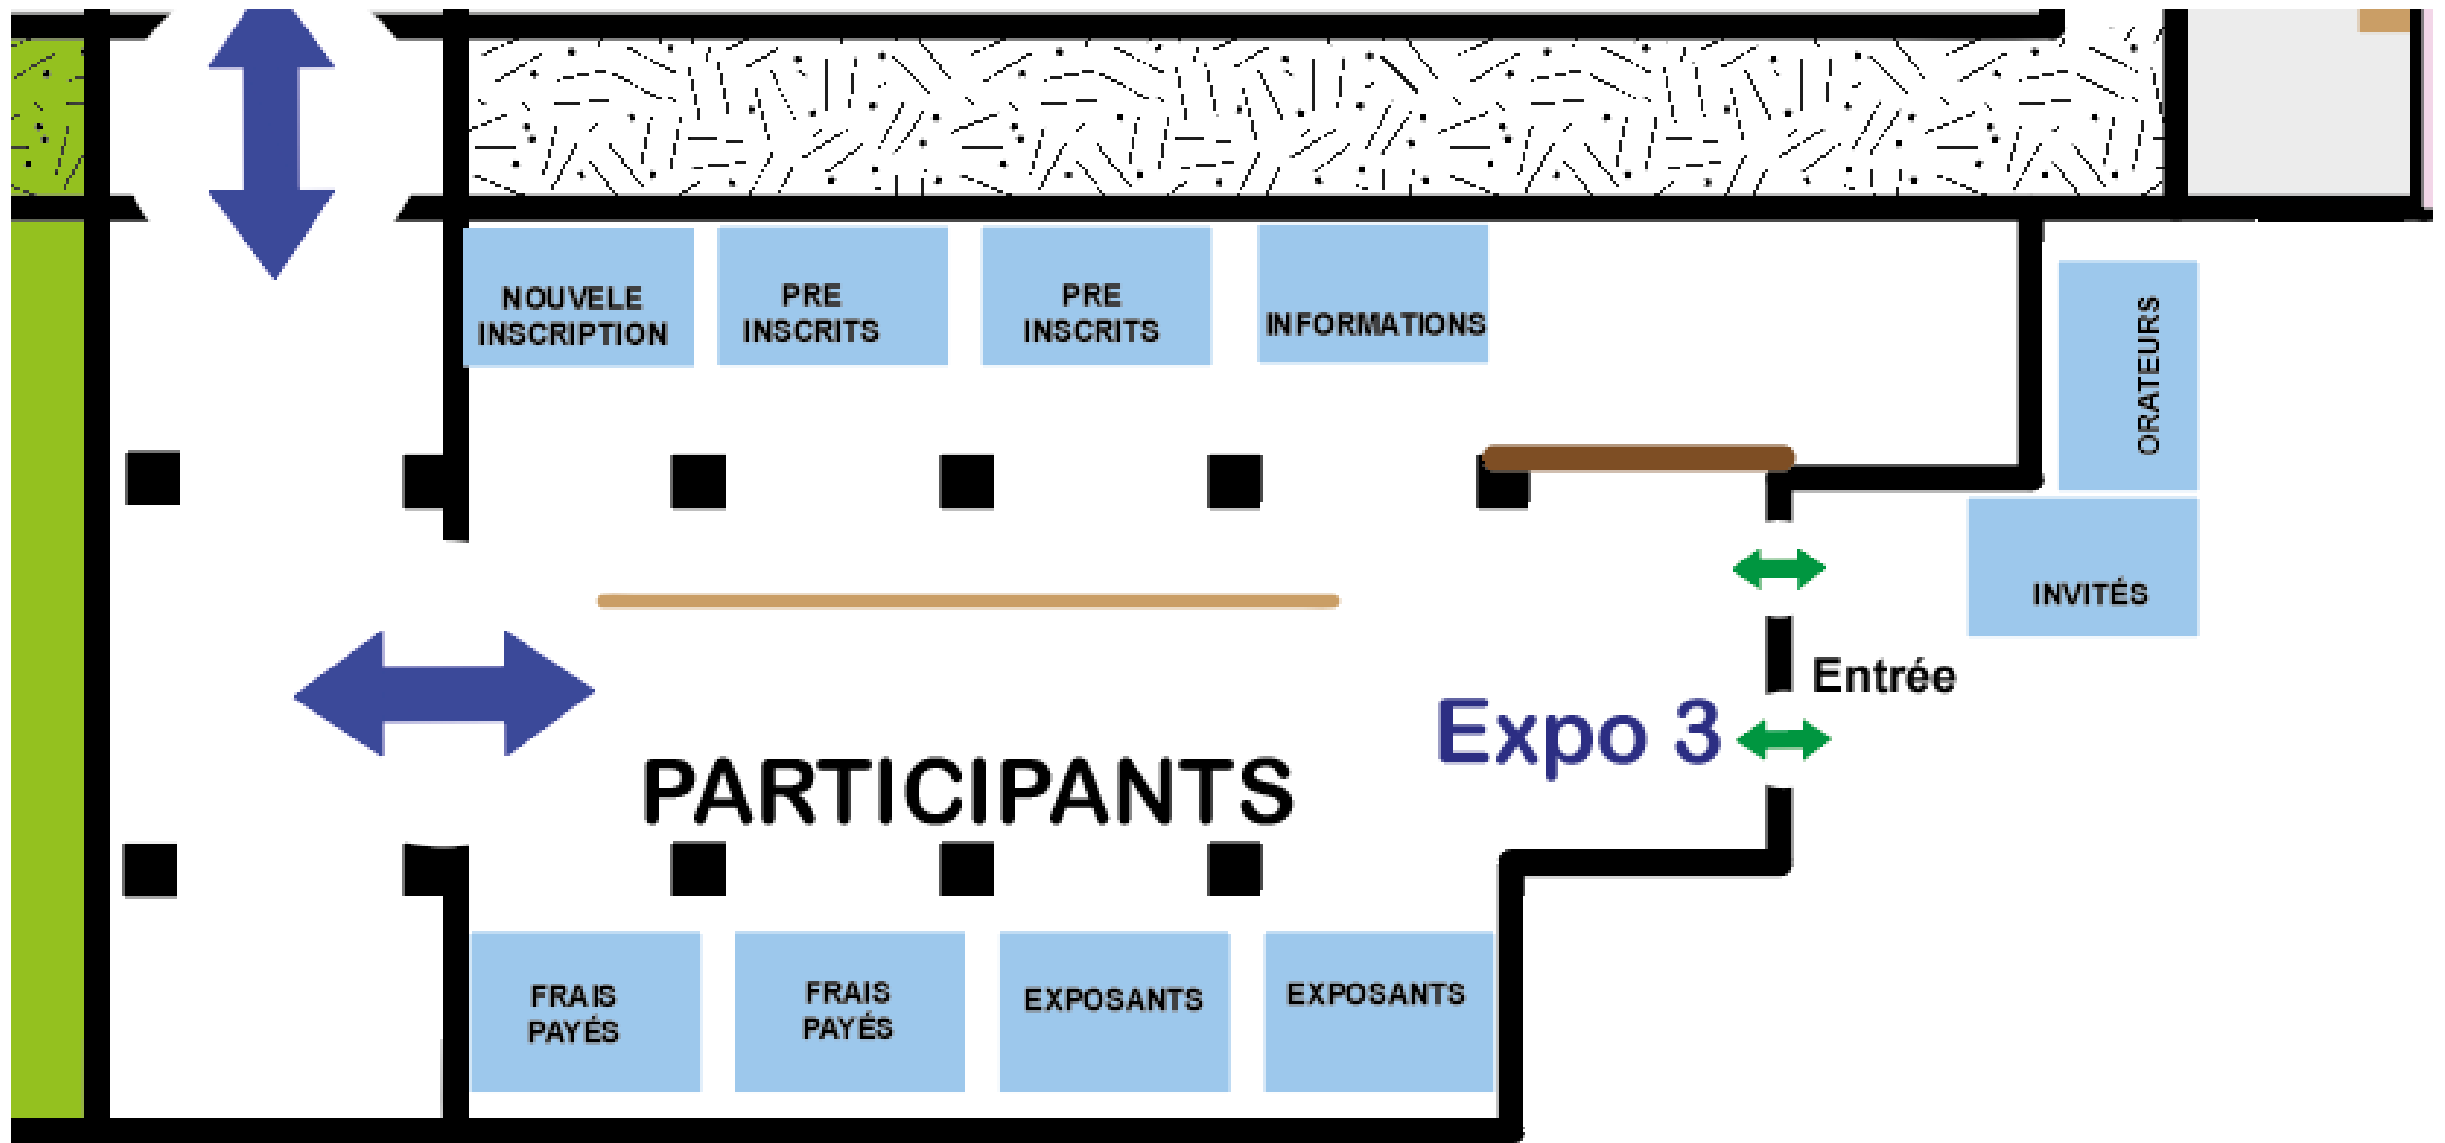 NOUVELE
INSCRIPTION
PRE
INSCRITS
PRE
INSCRITS
INFORMATIONS
ORATEURS
INVITÉS
Entrée
Expo 3
PARTICIPANTS
FRAIS
PAYÉS
FRAIS
PAYÉS
EXPOSANTS
EXPOSANTS